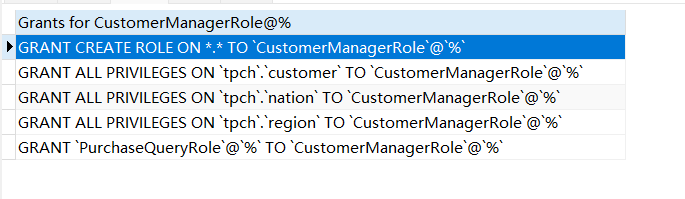 Grants for CustomerManagerRole@%
GRANT CREATE ROLE ON *.* TO `CustomerManagerRole`@`%`
GRANT ALL PRIVILEGES ON `tpch`.`customer` TO `CustomerManagerRole`@`%`
GRANT ALL PRIVILEGES ON `tpch`.`nation` TO `CustomerManagerRole`@`%`
GRANT ALL PRIVILEGES ON `tpch`.`region` TO `CustomerManagerRole`@`%`
GRANT `PurchaseQueryRole`@`%` TO `CustomerManagerRole`@`%`